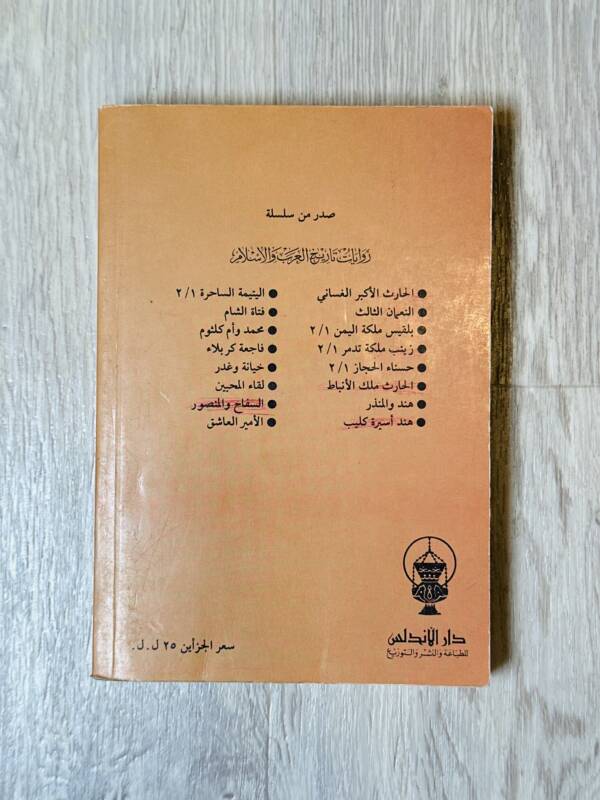 صدر من سلسلة
روايات تاريخ العرب والاسلام
● الحارث الأكبر الغساني
● النعمان الثالث
● بلقيس ملكة اليمن ٢/١
● زينب ملكة تدمر ٢/١
● حسناء الحجاز ٢/١
● الحارث ملك الأنباط
● هند والمنذر
● هند أسيرة كليب
● اليتيمة الساحرة ٢/١
● فتاة الشام
● محمد وأم كلثوم
● فاجعة كربلاء
● خيانة وغدر
● لقاء المحبين
● السفاح والمنصور
● الأمير العاشق
دار الأندلس
للطباعة والنشر والتوزيع
سعر الجزأين ٢٥ ل.ل.